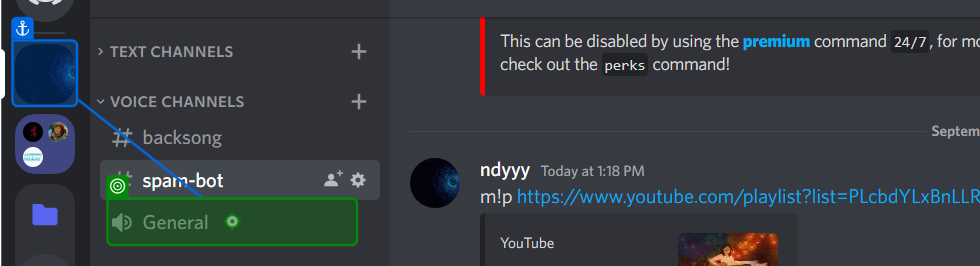 TEXT CHANNELS
VOICE CHANNELS
# backsong
# spam-bot
General
This can be disabled by using the premium command 24/7, for mo
check out the perks command!
Septem
ndyyy Today at 1:18 PM
m!p https://www.youtube.com/playlist?list=PLcbdYLxBnLLR
YouTube